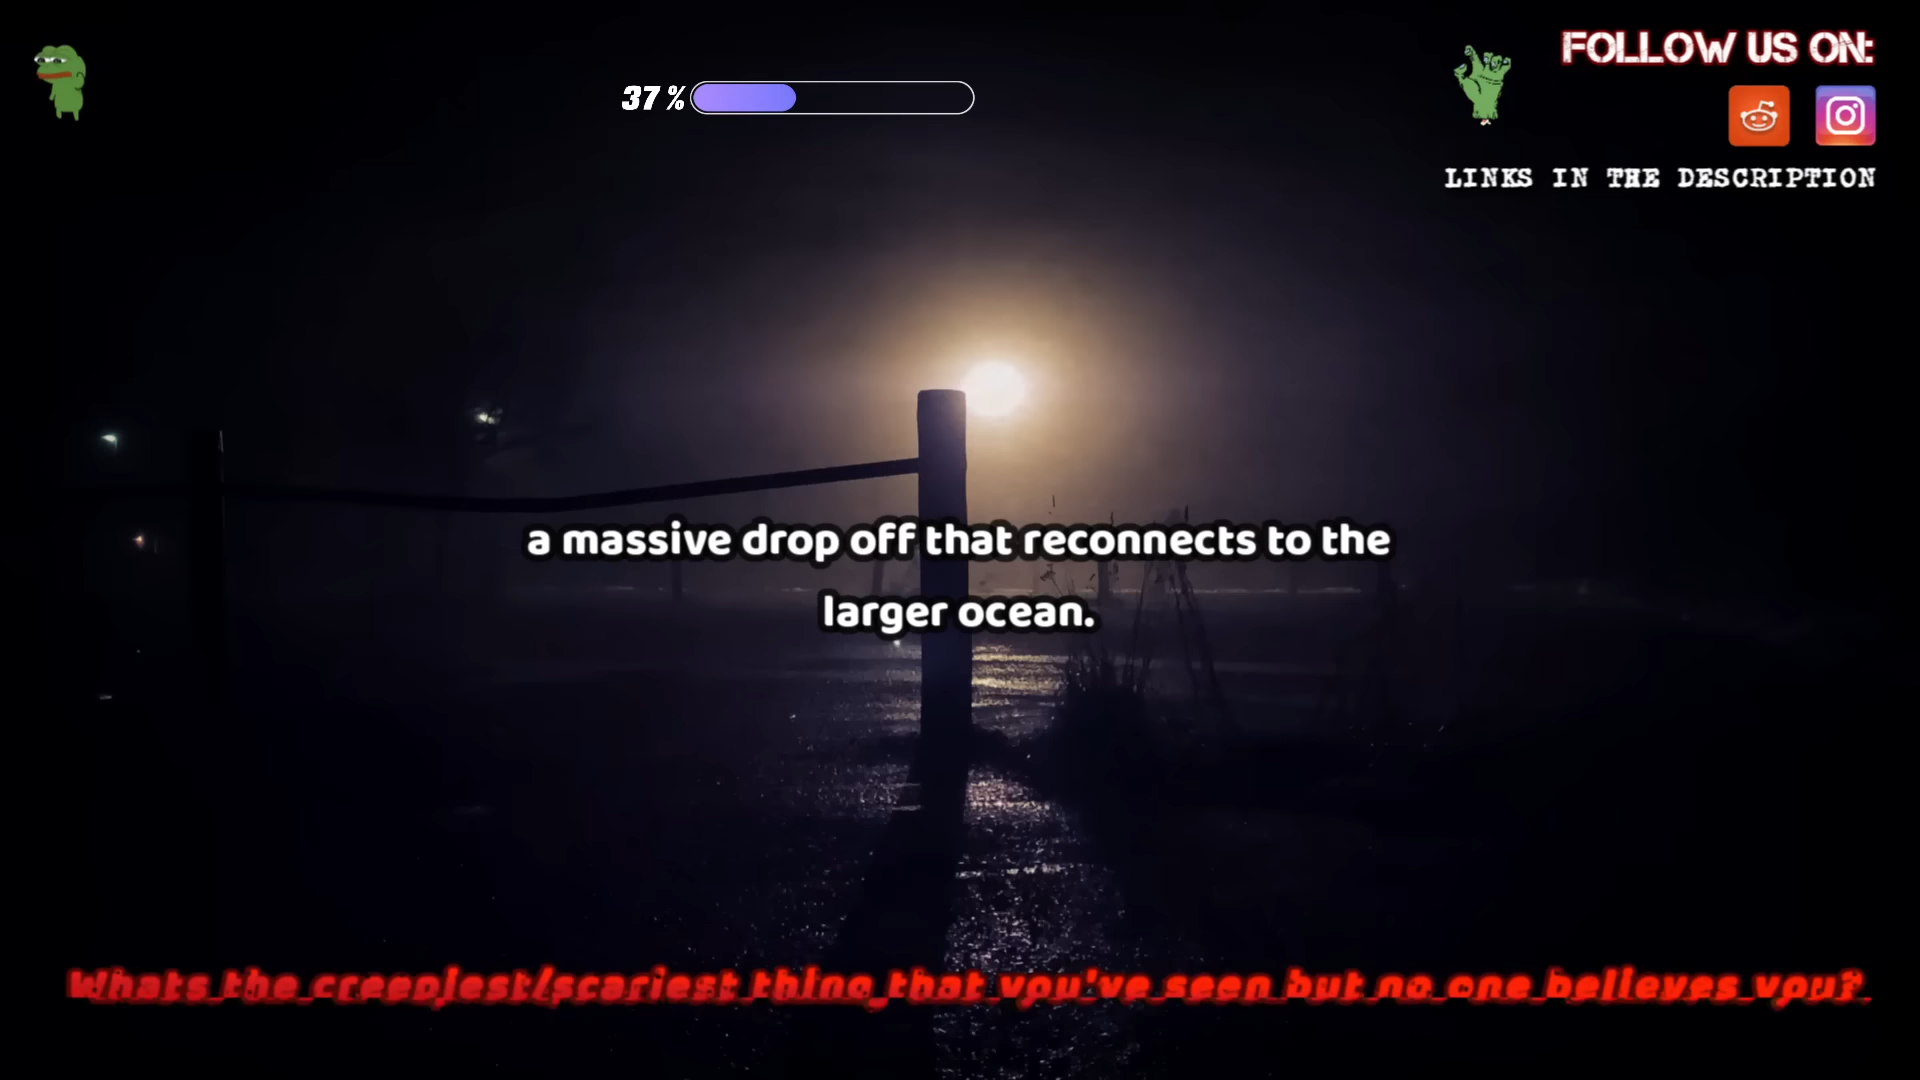 FOLLOW US ON:
37 %
LINKS IN THE DESCRIPTION
a massive drop off that reconnects to the
larger ocean.
Whats the creepiest/scariest thing that you've seen but no one believes you?